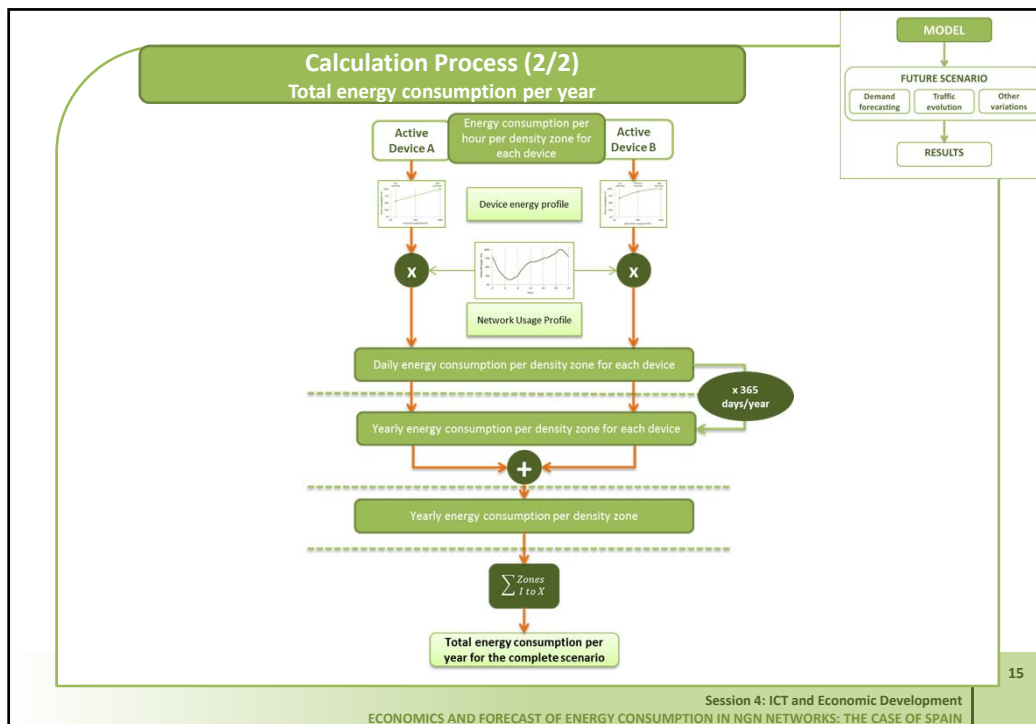 Calculation Process (2/2)
Total energy consumption per year
MODEL
FUTURE SCENARIO
Demand
forecasting
Traffic
evolution
Other
variations
RESULTS
Active
Device A
Energy consumption per
hour per density zone for
each device
Active
Device B
Device energy profile
x
x
Network Usage Profile
Daily energy consumption per density zone for each device
x 365
days/year
Yearly energy consumption per density zone for each device
+
Yearly energy consumption per density zone
∑ Zones
I to X
Total energy consumption per
year for the complete scenario
15
Session 4: ICT and Economic Development
ECONOMICS AND FORECAST OF ENERGY CONSUMPTION IN NGN NETWORKS: THE CASE OF SPAIN